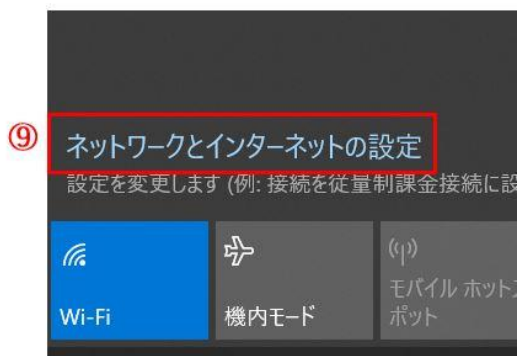 ⑨
ネットワークとインターネットの設定
設定を変更します (例: 接続を従量制課金接続に設
Wi-Fi
機内モード
モバイル ホットス
ポット